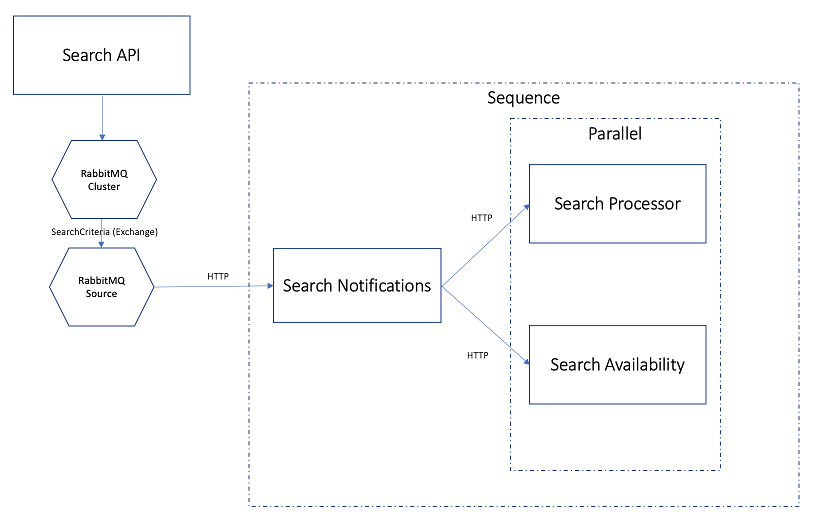 Search API
RabbitMQ
Cluster
SearchCriteria (Exchange)
RabbitMQ
Source
HTTP
Sequence
Search Notifications
HTTP
HTTP
Parallel
Search Processor
Search Availability